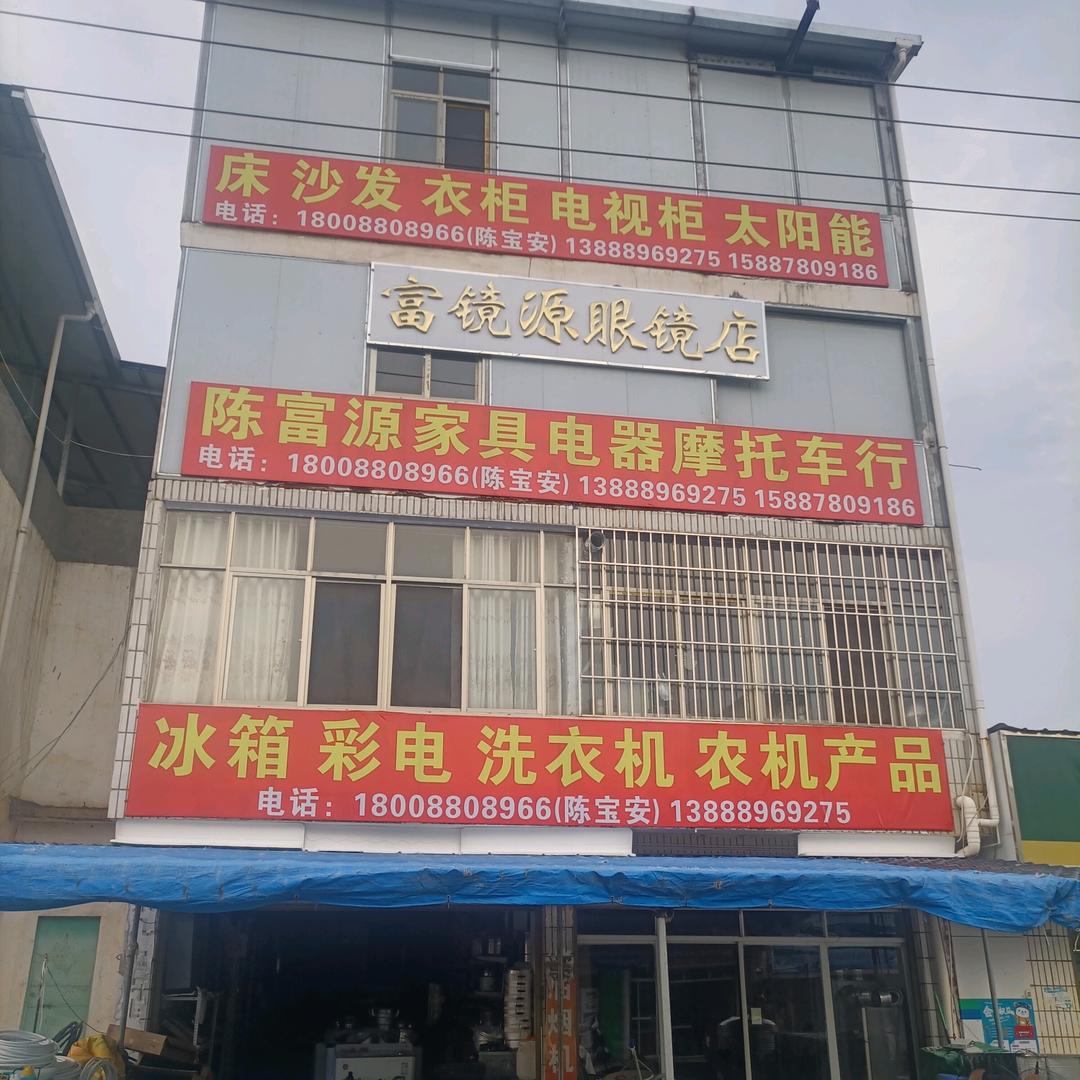 床 沙发 衣柜 电视柜 太阳能
电话：18008808966(陈宝安) 13888969275 15887809186
富镜源眼镜店
陈富源家具电器摩托车行
电话：18008808966(陈宝安) 13888969275 15887809186
冰箱 彩电 洗衣机 农机产品
电话：18008808966(陈宝安) 13888969275
烟机